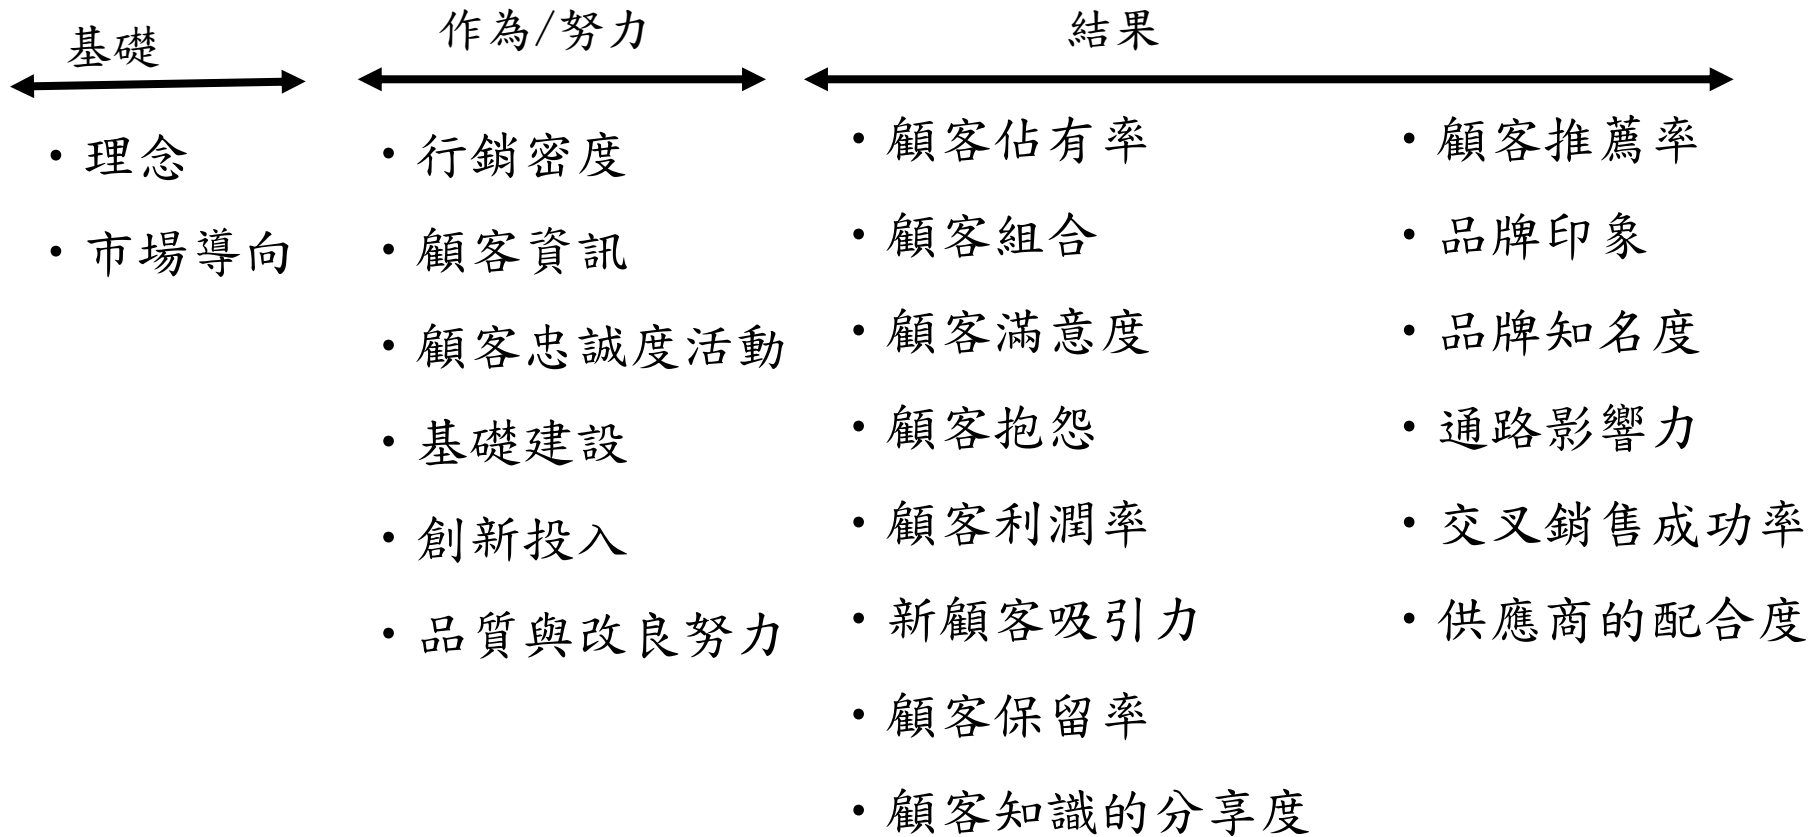 基礎
• 理念
• 市場導向
作為/努力
• 行銷密度
• 顧客資訊
• 顧客忠誠度活動
• 基礎建設
• 創新投入
• 品質與改良努力
結果
• 顧客佔有率
• 顧客組合
• 顧客滿意度
• 顧客抱怨
• 顧客利潤率
• 新顧客吸引力
• 顧客保留率
• 顧客知識的分享度
• 顧客推薦率
• 品牌印象
• 品牌知名度
• 通路影響力
• 交叉銷售成功率
• 供應商的配合度